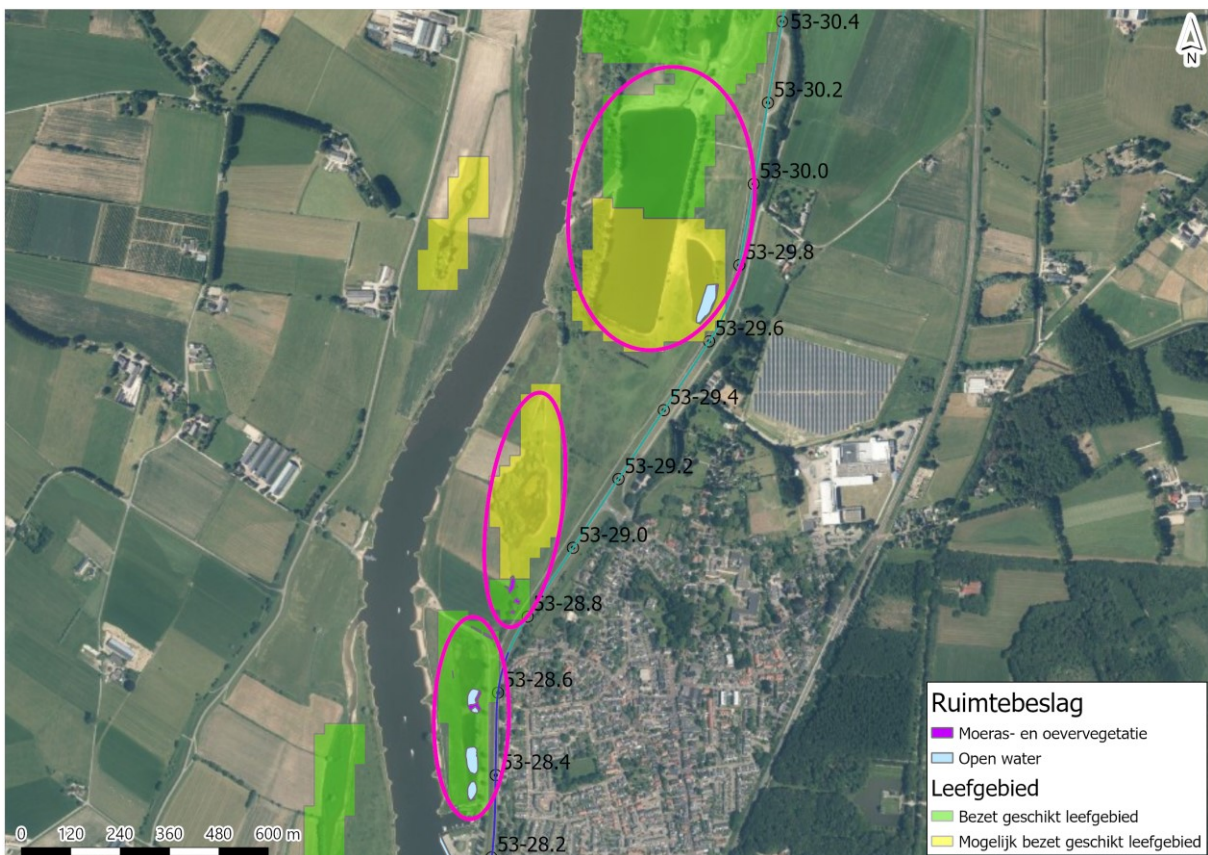 53-30.4
N
53-30.2
53-30.0
53-29.8
53-29.6
53-29.4
53-29.2
53-29.0
53-28.8
53-28.6
53-28.4
53-28.2
Ruimtebeslag
Moeras- en oevervegetatie
Open water
Leefgebied
Bezet geschikt leefgebied
Mogelijk bezet geschikt leefgebied
0 120 240 360 480 600 m